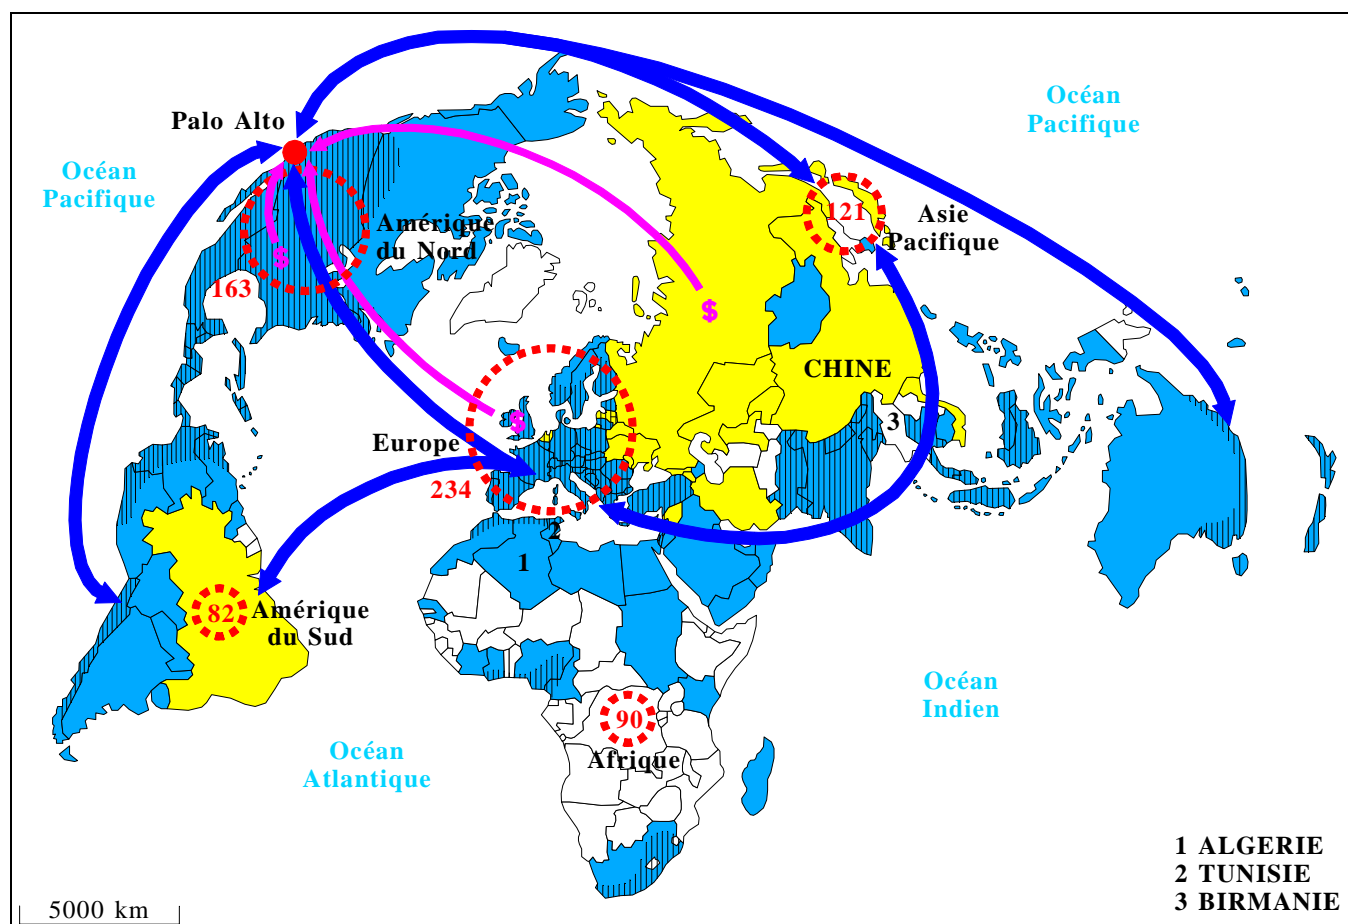 Océan
Pacifique
Palo Alto
Océan
Pacifique
121
Asie
Pacifique
Amérique
du Nord
$
163
$
CHINE
$
3
Europe
234
2
1
82
Amérique
du Sud
Océan
Indien
90
Afrique
Océan
Atlantique
1 ALGERIE
2 TUNISIE
3 BIRMANIE
5000 km